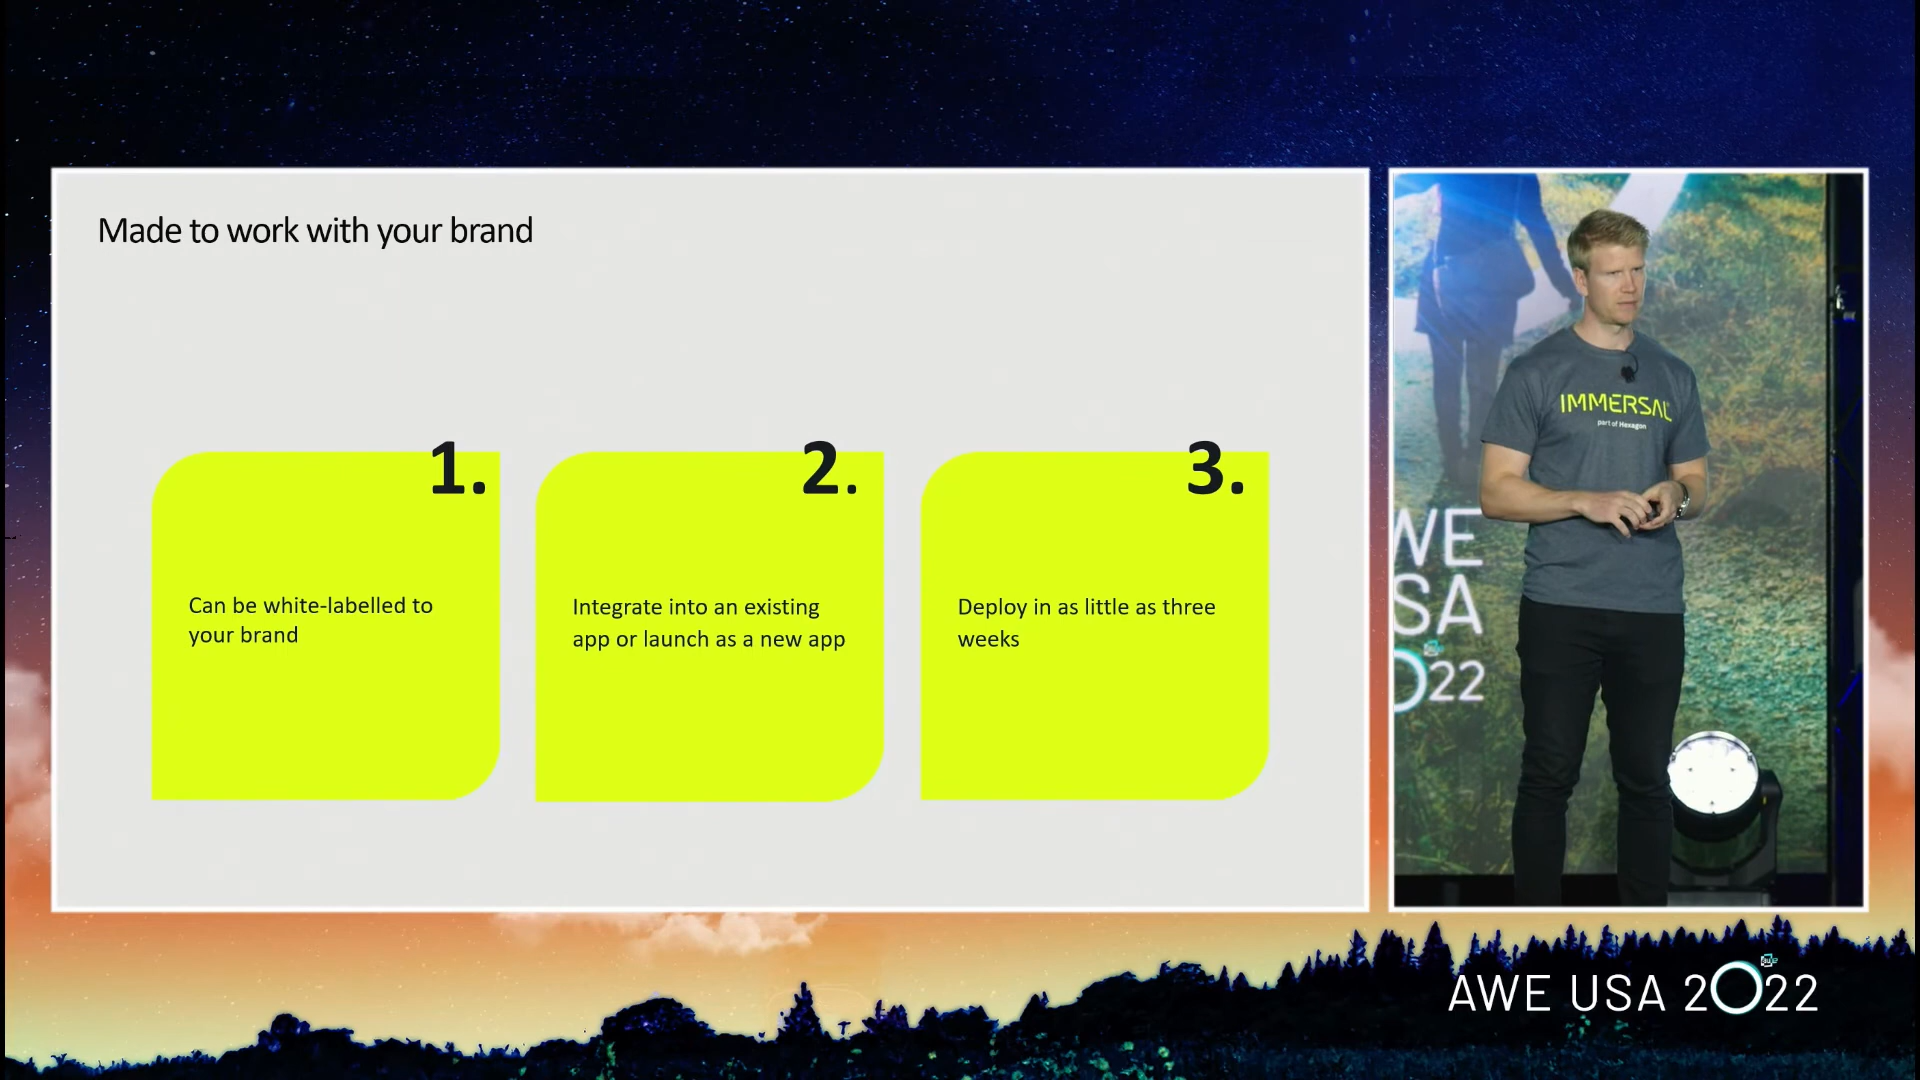 Made to work with your brand
1.
Can be white-labelled to
your brand
2.
Integrate into an existing
app or launch as a new app
3.
Deploy in as little as three
weeks
IMMERSAL
part of Hexagon
WE
SA
022
AWE USA 2022